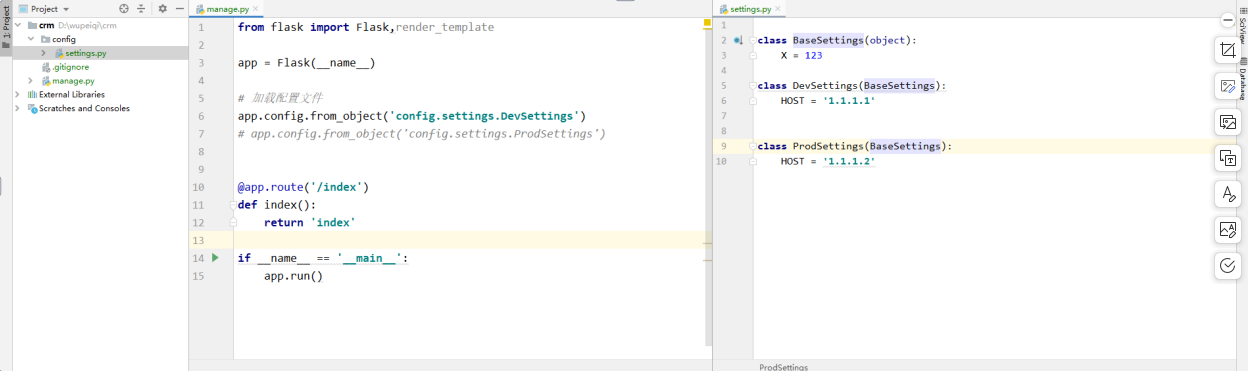 1: Project
Project
crm D:\wupeiqi\crm
config
settings.py
.gitignore
manage.py
External Libraries
Scratches and Consoles
manage.py
1 from flask import Flask,render_template
2
3 app = Flask(__name__)
4
5 # 加载配置文件
6 app.config.from_object('config.settings.DevSettings')
7 # app.config.from_object('config.settings.ProdSettings')
8
9
10 @app.route('/index')
11 def index():
12     return 'index'
13
14 if __name__ == '__main__':
15     app.run()
settings.py
1
2 class BaseSettings(object):
3     X = 123
4
5 class DevSettings(BaseSettings):
6     HOST = '1.1.1.1'
7
8
9 class ProdSettings(BaseSettings):
10     HOST = '1.1.1.2'
ProdSettings
SciView
Database